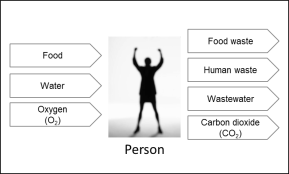 Food
Water
Oxygen
(O₂)
Person
Food waste
Human waste
Wastewater
Carbon dioxide
(CO₂)